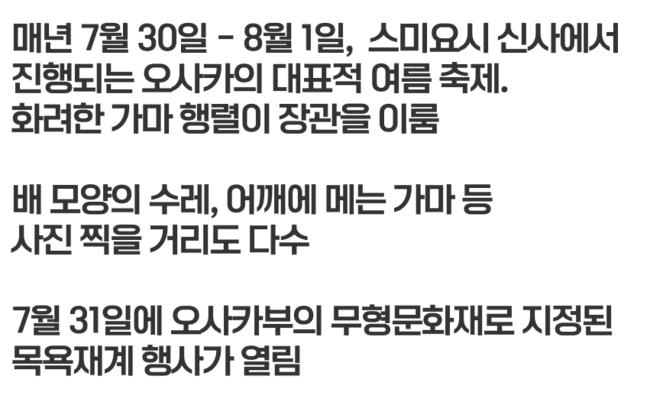 매년 7월 30일 - 8월 1일, 스미요시 신사에서
진행되는 오사카의 대표적 여름 축제.
화려한 가마 행렬이 장관을 이룸
배 모양의 수레, 어깨에 메는 가마 등
사진 찍을 거리도 다수
7월 31일에 오사카부의 무형문화재로 지정된
목욕재계 행사가 열림